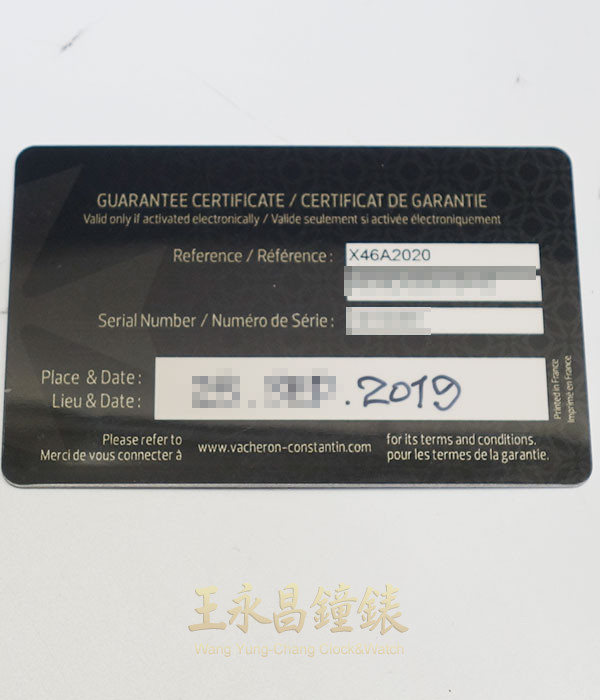 GUARANTEE CERTIFICATE / CERTIFICAT DE GARANTIE
Valid only if activated electronically / Valide seulement si activée électroniquement
Reference / Référence : X46A2020
Serial Number / Numéro de Série :
Place & Date :
Lieu & Date :
. 2019
Printed in France
Imprimé en France
Please refer to
Merci de vous connecter à
www.vacheron-constantin.com
for its terms and conditions.
pour les termes de la garantie.
王永昌鐘錶
Wang Yung-Chang Clock&Watch